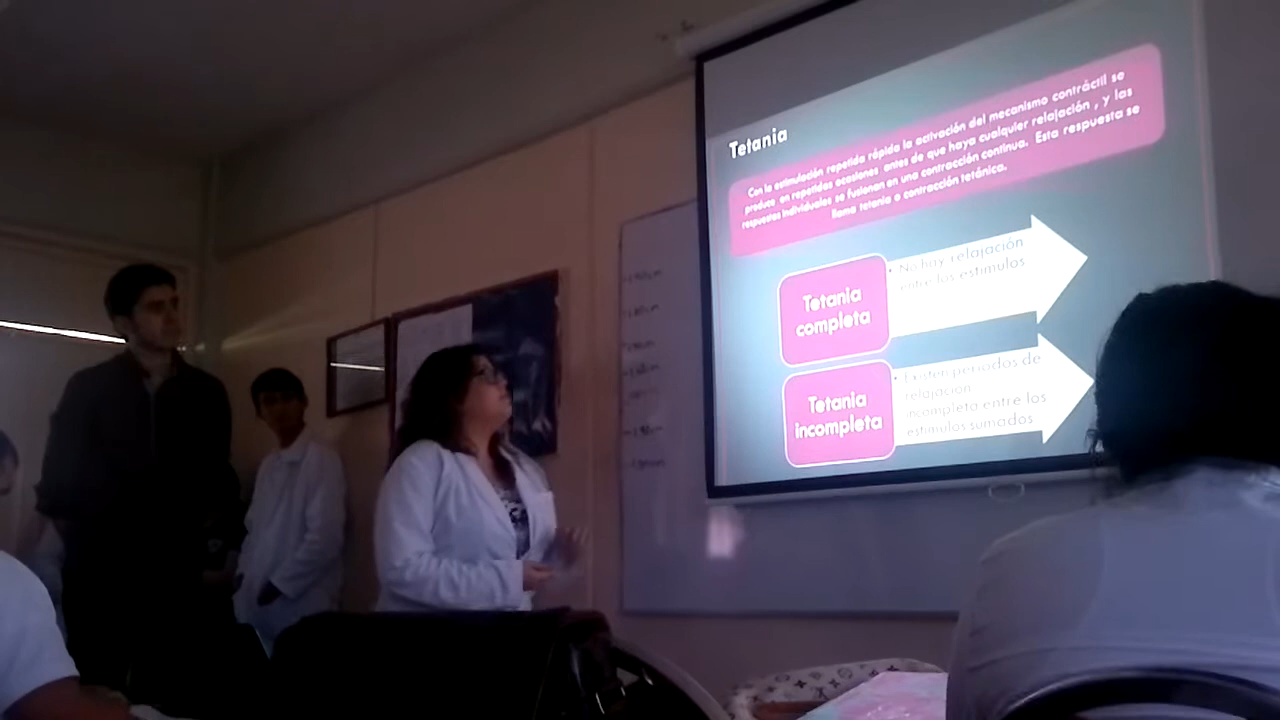 Tetania
Con la estimulación repetida rápida la activación del mecanismo contráctil se
produce en repetidas ocasiones antes de que haya cualquier relajación , y las
respuestas individuales se fusionan en una contracción continua. Esta respuesta se
llama tetania o contracción tetánica.
Tetania
completa
• No hay relajación
entre los estímulos
Tetania
incompleta
• Existen periodos de
relajación
incompleta entre los
estímulos sumados